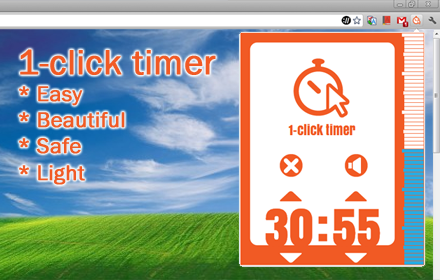 1-click timer
* Easy
* Beautiful
* Safe
* Light
1-click timer
30:55